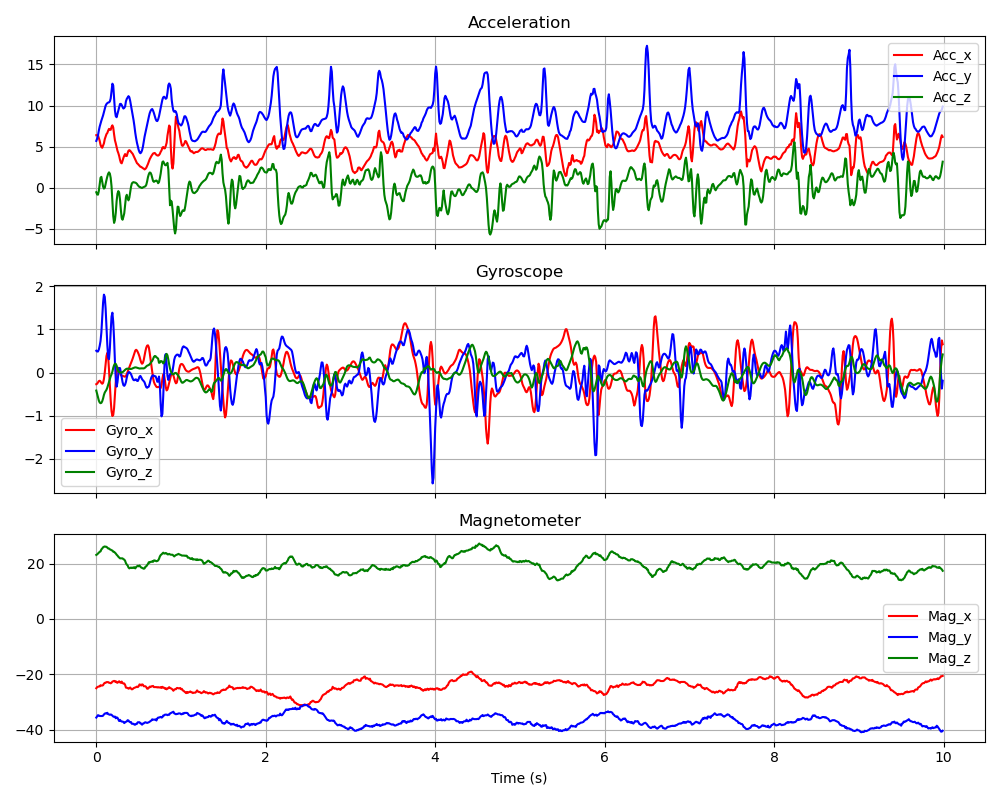 Acceleration
15
10
5
0
−5
Acc_x
Acc_y
Acc_z
Gyroscope
2
1
0
−1
−2
Gyro_x
Gyro_y
Gyro_z
Magnetometer
20
0
−20
−40
Mag_x
Mag_y
Mag_z
0 2 4 6 8 10
Time (s)